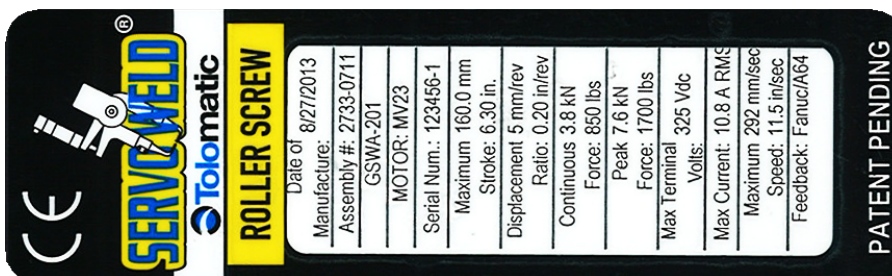 CE
SERVOWELD®
Tolomatic
ROLLER SCREW
Date of 8/27/2013
Manufacture:
Assembly #: 2733-0711
GSWA-201
MOTOR: MV23
Serial Num.: 123456-1
Maximum 160.0 mm
Stroke: 6.30 in.
Displacement 5 mm/rev
Ratio: 0.20 in/rev
Continuous 3.8 kN
Force: 850 lbs
Peak 7.6 kN
Force: 1700 lbs
Max Terminal 325 Vdc
Volts:
Max Current: 10.8 A RMS
Maximum 292 mm/sec
Speed: 11.5 in/sec
Feedback: Fanuc/A64
PATENT PENDING